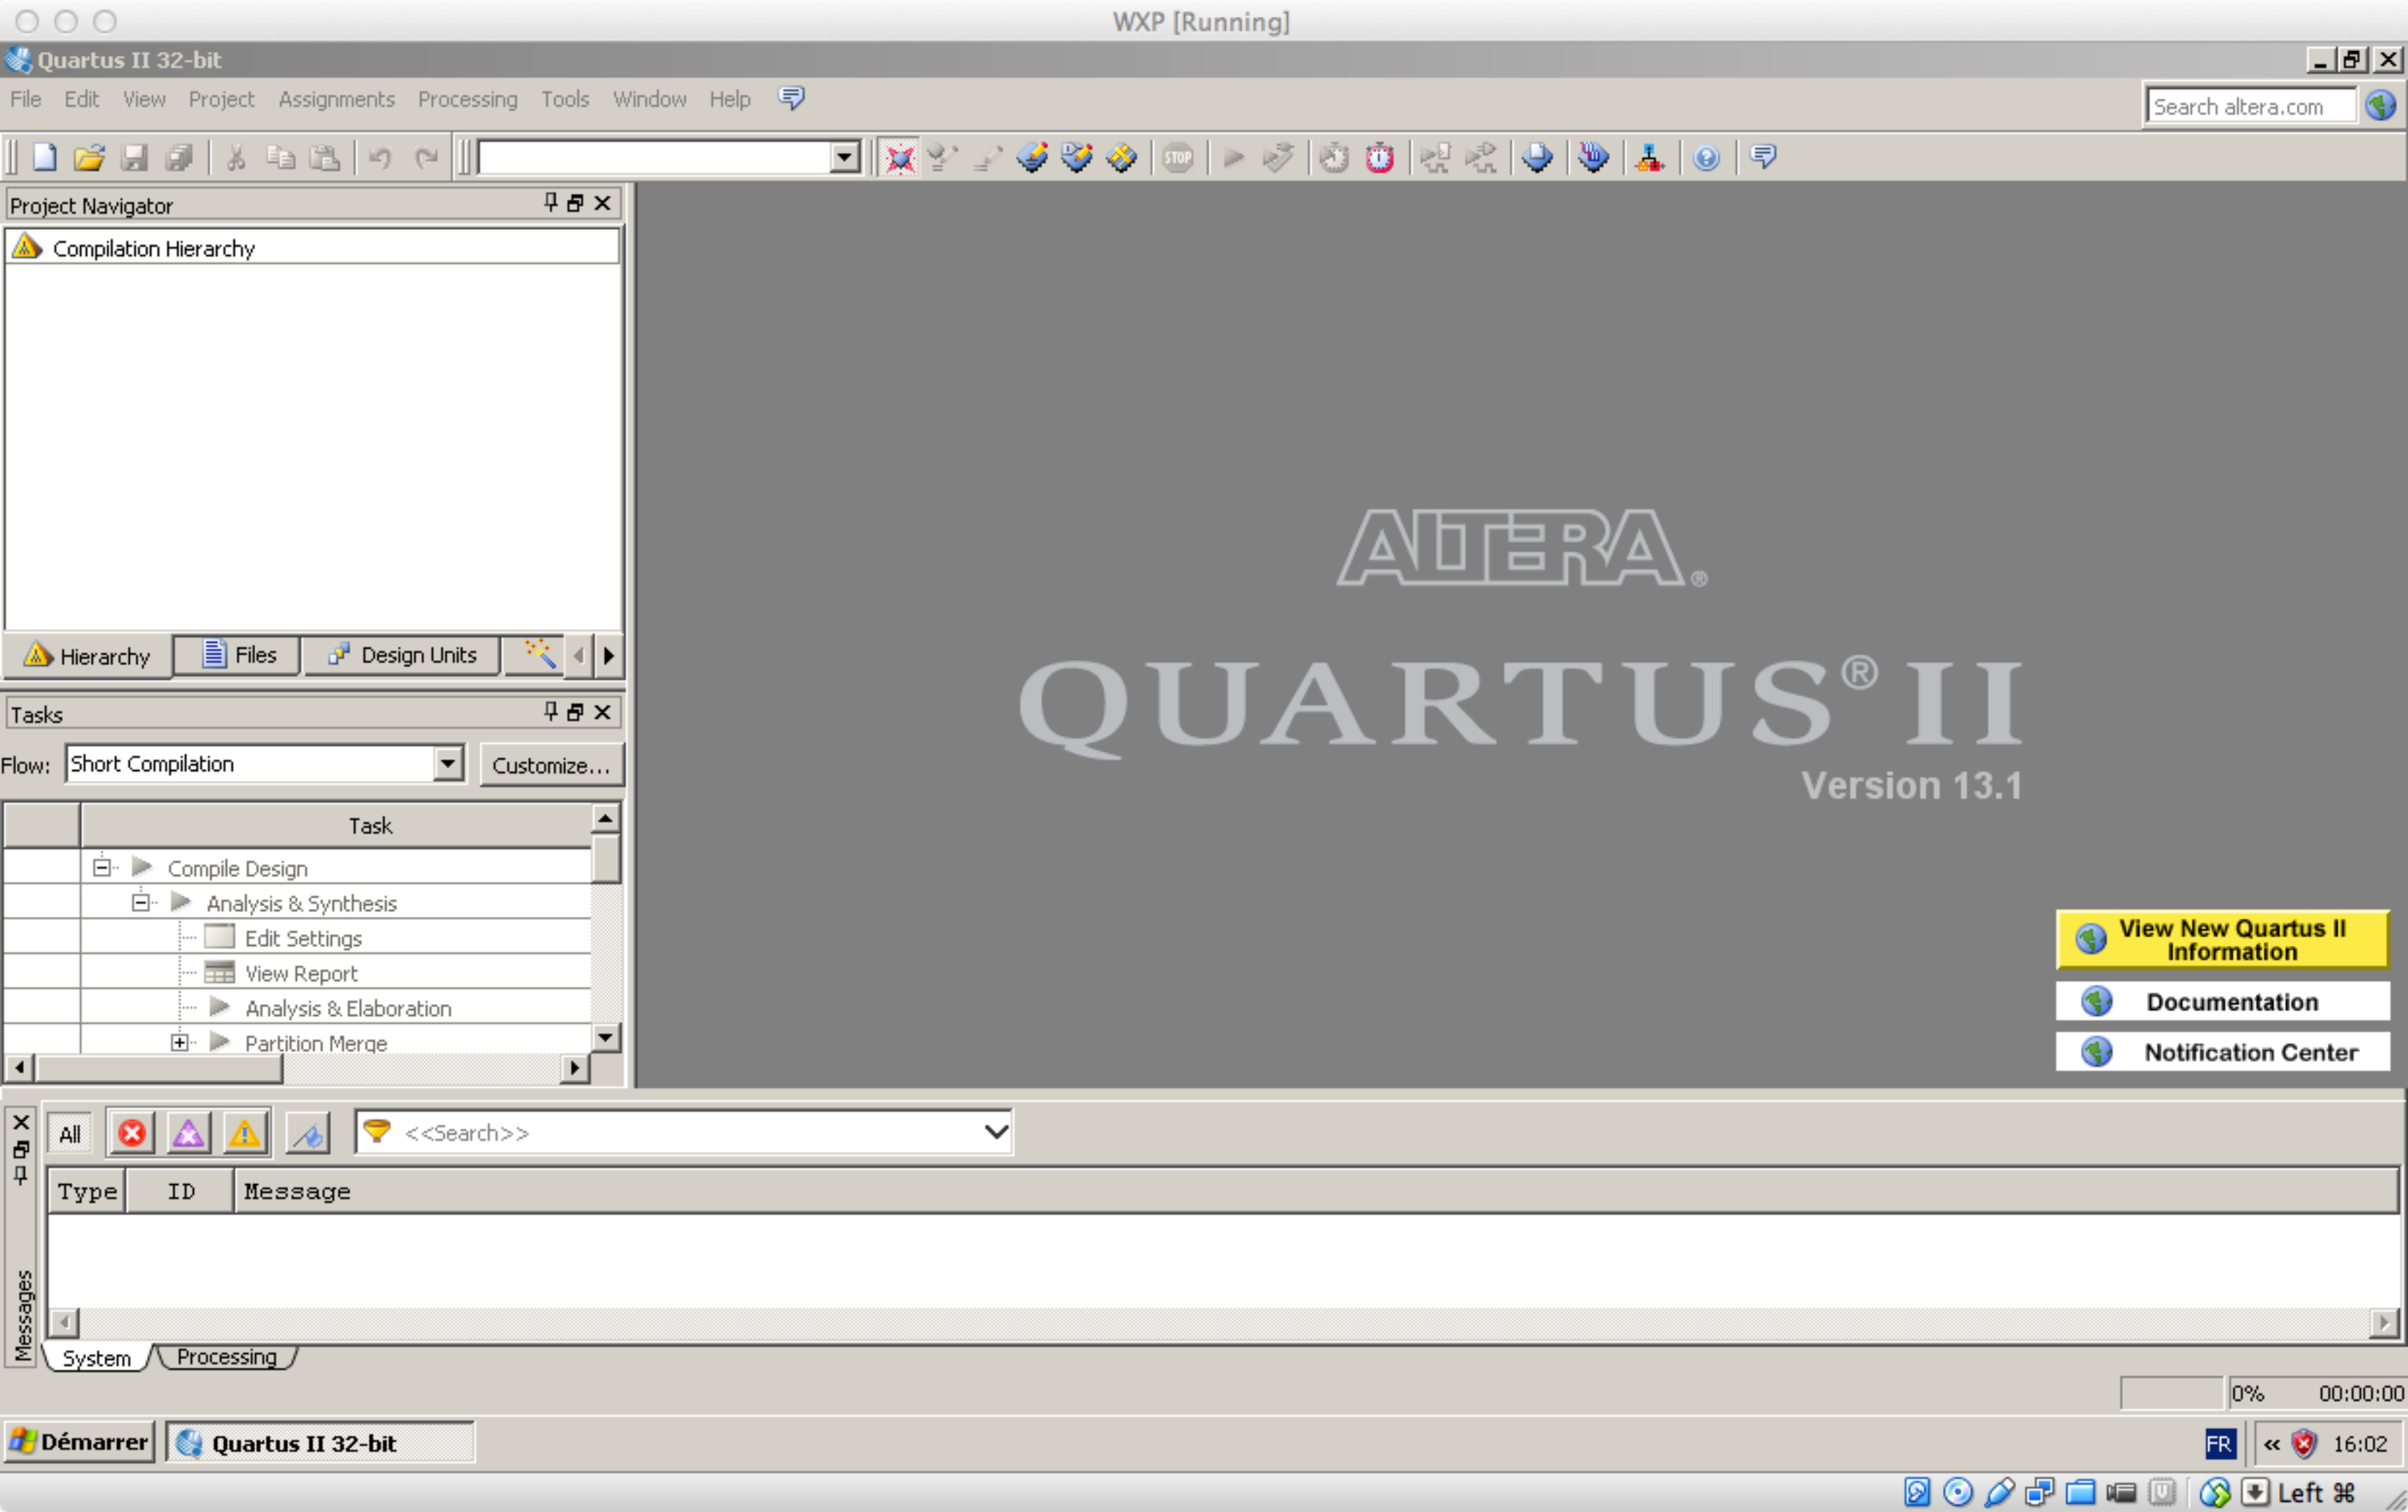 WXP [Running]
Quartus II 32-bit
File Edit View Project Assignments Processing Tools Window Help
Search altera.com
STOP
Project Navigator
Compilation Hierarchy
Hierarchy Files Design Units
Tasks
Flow: Short Compilation Customize...
Task
Compile Design
Analysis & Synthesis
Edit Settings
View Report
Analysis & Elaboration
Partition Merge
ALTERA®
QUARTUS® II
Version 13.1
View New Quartus II
Information
Documentation
Notification Center
All <<Search>>
Type ID Message
Messages
System Processing
0% 00:00:00
Démarrer Quartus II 32-bit FR « 16:02
Left ⌘